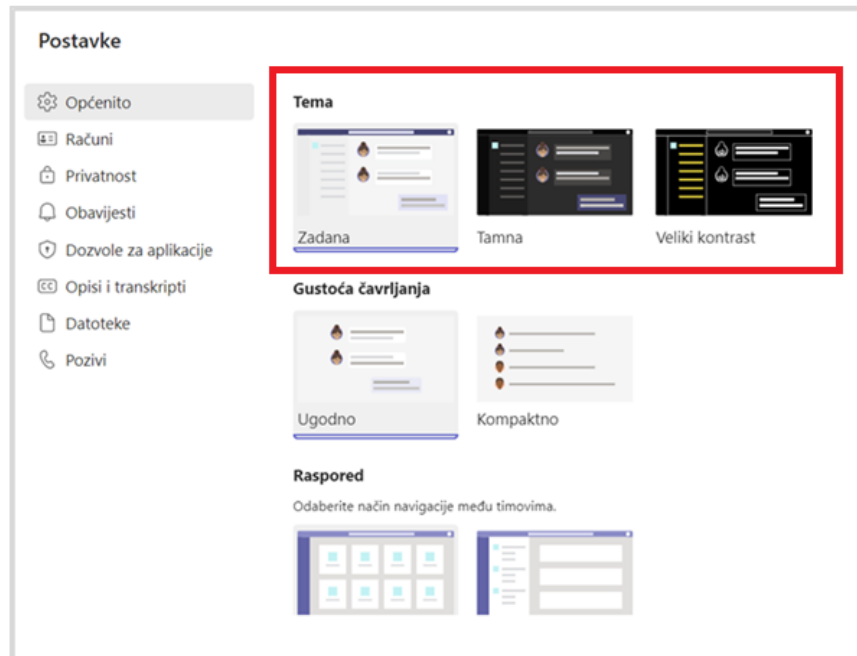 Postavke
Općenito
Računi
Privatnost
Obavijesti
Dozvole za aplikacije
Opisi i transkripti
Datoteke
Pozivi
Tema
Zadana
Tamna
Veliki kontrast
Gustoća čavrljanja
Ugodno
Kompaktno
Raspored
Odaberite način navigacije među timovima.